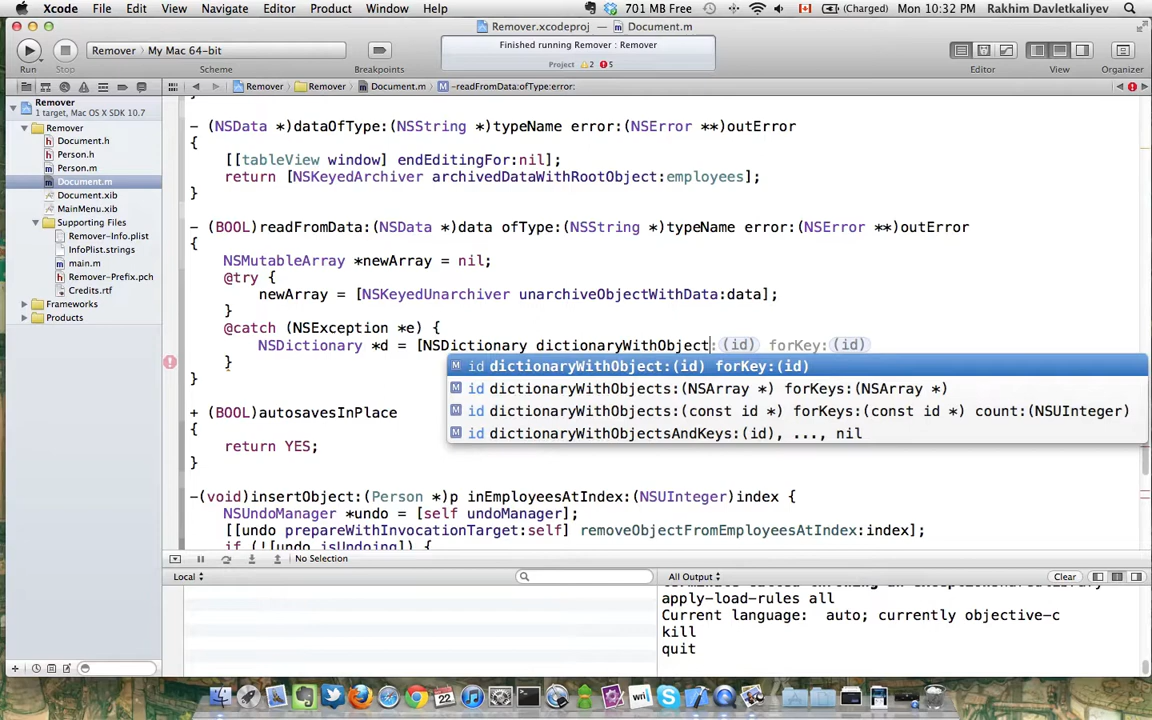 Xcode File Edit View Navigate Editor Product Window Help 701 MB Free (Charged) Mon 10:32 PM Rakhim Davletkaliyev
Remover.xcodeproj — Document.m
Remover My Mac 64-bit
Finished running Remover : Remover
Project 2 5
Run Stop Scheme Breakpoints Editor View Organizer
Remover Remover Document.m -readFromData:ofType:error:
Remover
1 target, Mac OS X SDK 10.7
Remover
Document.h
Person.h
Person.m
Document.m
Document.xib
MainMenu.xib
Supporting Files
Remover-Info.plist
InfoPlist.strings
main.m
Remover-Prefix.pch
Credits.rtf
Frameworks
Products
}
- (NSData *)dataOfType:(NSString *)typeName error:(NSError **)outError
{
[[tableView window] endEditingFor:nil];
return [NSKeyedArchiver archivedDataWithRootObject:employees];
}
- (BOOL)readFromData:(NSData *)data ofType:(NSString *)typeName error:(NSError **)outError
{
NSMutableArray *newArray = nil;
@try {
newArray = [NSKeyedUnarchiver unarchiveObjectWithData:data];
}
@catch (NSException *e) {
NSDictionary *d = [NSDictionary dictionaryWithObject:(id) forKey:(id)
}
}
id dictionaryWithObject:(id) forKey:(id)
id dictionaryWithObjects:(NSArray *) forKeys:(NSArray *)
id dictionaryWithObjects:(const id *) forKeys:(const id *) count:(NSUInteger)
id dictionaryWithObjectsAndKeys:(id), ..., nil
+ (BOOL)autosavesInPlace
{
return YES;
}
-(void)insertObject:(Person *)p inEmployeesAtIndex:(NSUInteger)index {
NSUndoManager *undo = [self undoManager];
[[undo prepareWithInvocationTarget:self] removeObjectFromEmployeesAtIndex:index];
if (![undo isUndoing]) {
No Selection
Local All Output Clear
apply-load-rules all
Current language: auto; currently objective-c
kill
quit